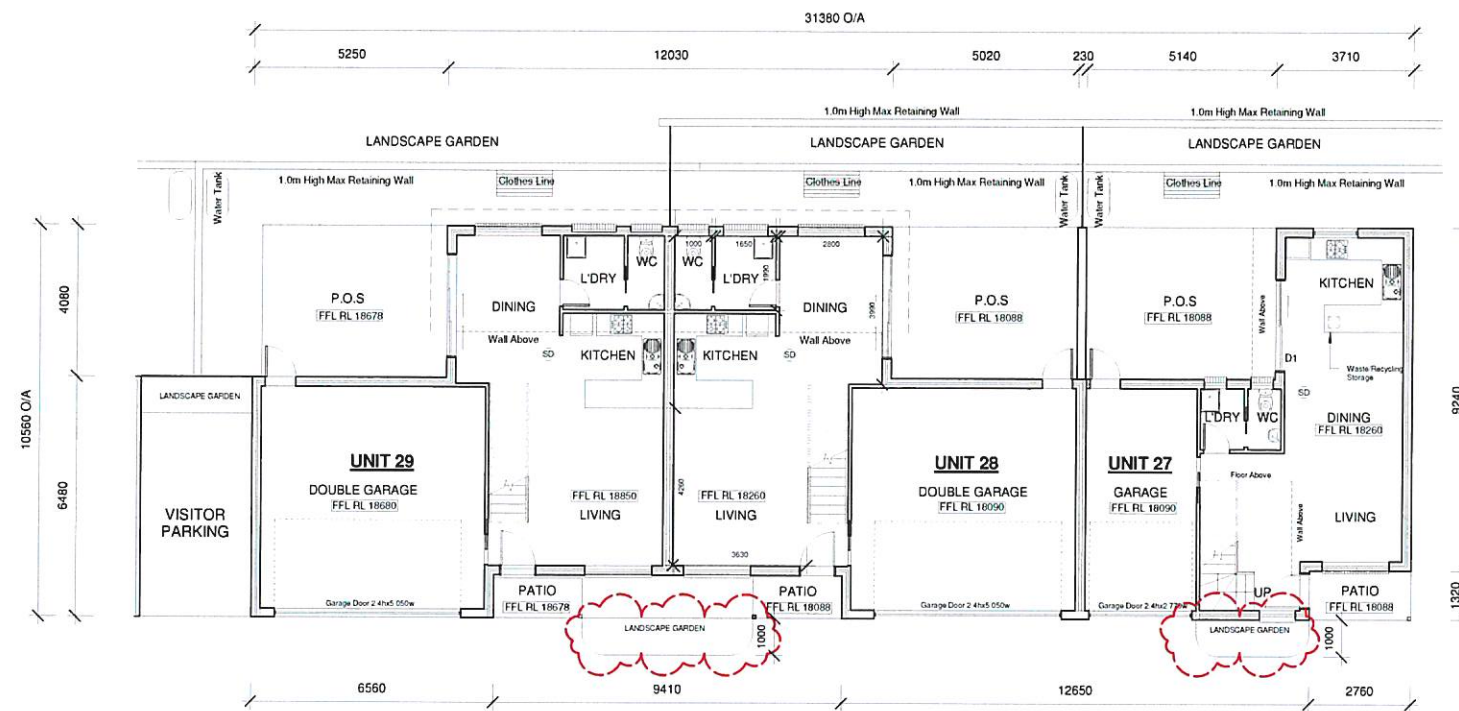 31380 O/A
5250
12030
5020
230
5140
3710
1.0m High Max Retaining Wall
1.0m High Max Retaining Wall
LANDSCAPE GARDEN
LANDSCAPE GARDEN
LANDSCAPE GARDEN
Water Tank
1.0m High Max Retaining Wall
Clothes Line
Clothes Line
1.0m High Max Retaining Wall
Water Tank
Water Tank
Clothes Line
1.0m High Max Retaining Wall
10560 O/A
4080
6480
P.O.S
FFL RL 18678
DINING
L'DRY
WC
1000
1650
2800
WC
L'DRY
1990
DINING
3990
P.O.S
FFL RL 18088
P.O.S
FFL RL 18088
Wall Above
KITCHEN
D1
Waste/Recycling
Storage
SD
DINING
FFL RL 18260
9240
Wall Above
SD
KITCHEN
KITCHEN
Wall Above
SD
LANDSCAPE GARDEN
VISITOR
PARKING
UNIT 29
DOUBLE GARAGE
FFL RL 18680
Garage Door 2.4hx5.050w
FFL RL 18850
LIVING
4260
FFL RL 18260
LIVING
3630
UNIT 28
DOUBLE GARAGE
FFL RL 18090
Garage Door 2.4hx5.050w
UNIT 27
GARAGE
FFL RL 18090
L'DRY
WC
Floor Above
Wall Above
LIVING
UP
PATIO
FFL RL 18678
PATIO
FFL RL 18088
PATIO
FFL RL 18088
1320
LANDSCAPE GARDEN
1000
LANDSCAPE GARDEN
1000
6560
9410
12650
2760